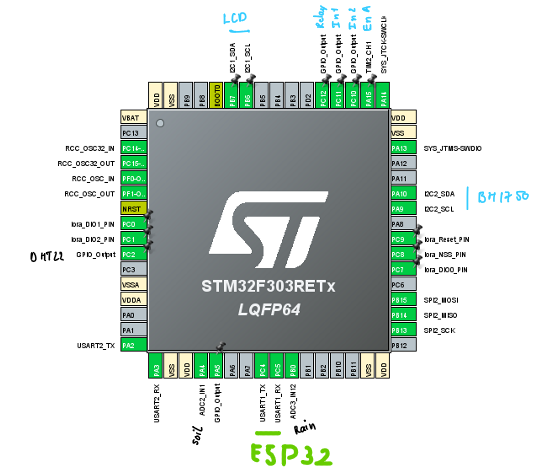 LCD
Relay
In1
In2
EnA
I2C1_SDA
I2C1_SCL
GPIO_Output
GPIO_Output
GPIO_Output
TIM2_CH1
SYS_JTCK-SWCLK
VDD
VSS
PB9
PB8
BOOT0
PB7
PB6
PB5
PB4
PB3
PD2
PC12
PC11
PC10
PA15
PA14
VBAT
VDD
PC13
VSS
RCC_OSC32_IN
PC14-..
PA13
SYS_JTMS-SWDIO
RCC_OSC32_OUT
PC15-..
PA12
RCC_OSC_IN
PF0-O..
PA11
RCC_OSC_OUT
PF1-O..
PA10
I2C2_SDA
BH1750
NRST
PA9
I2C2_SCL
lora_DIO1_PIN
PC0
PA8
lora_DIO2_PIN
PC1
PC9
lora_Reset_PIN
DHT22
GPIO_Output
PC2
PC8
lora_NSS_PIN
PC3
PC7
lora_DIO0_PIN
VSSA
PC6
VDDA
PB15
SPI2_MOSI
PA0
PB14
SPI2_MISO
PA1
PB13
SPI2_SCK
USART2_TX
PA2
PB12
STM32F303RETx
LQFP64
PA3
VSS
VDD
PA4
PA5
PA6
PA7
PC4
PC5
PB0
PB1
PB2
PB10
PB11
VSS
VDD
USART2_RX
ADC2_IN1
GPIO_Output
USART1_TX
USART1_RX
ADC3_IN12
Soil
Rain
ESP32